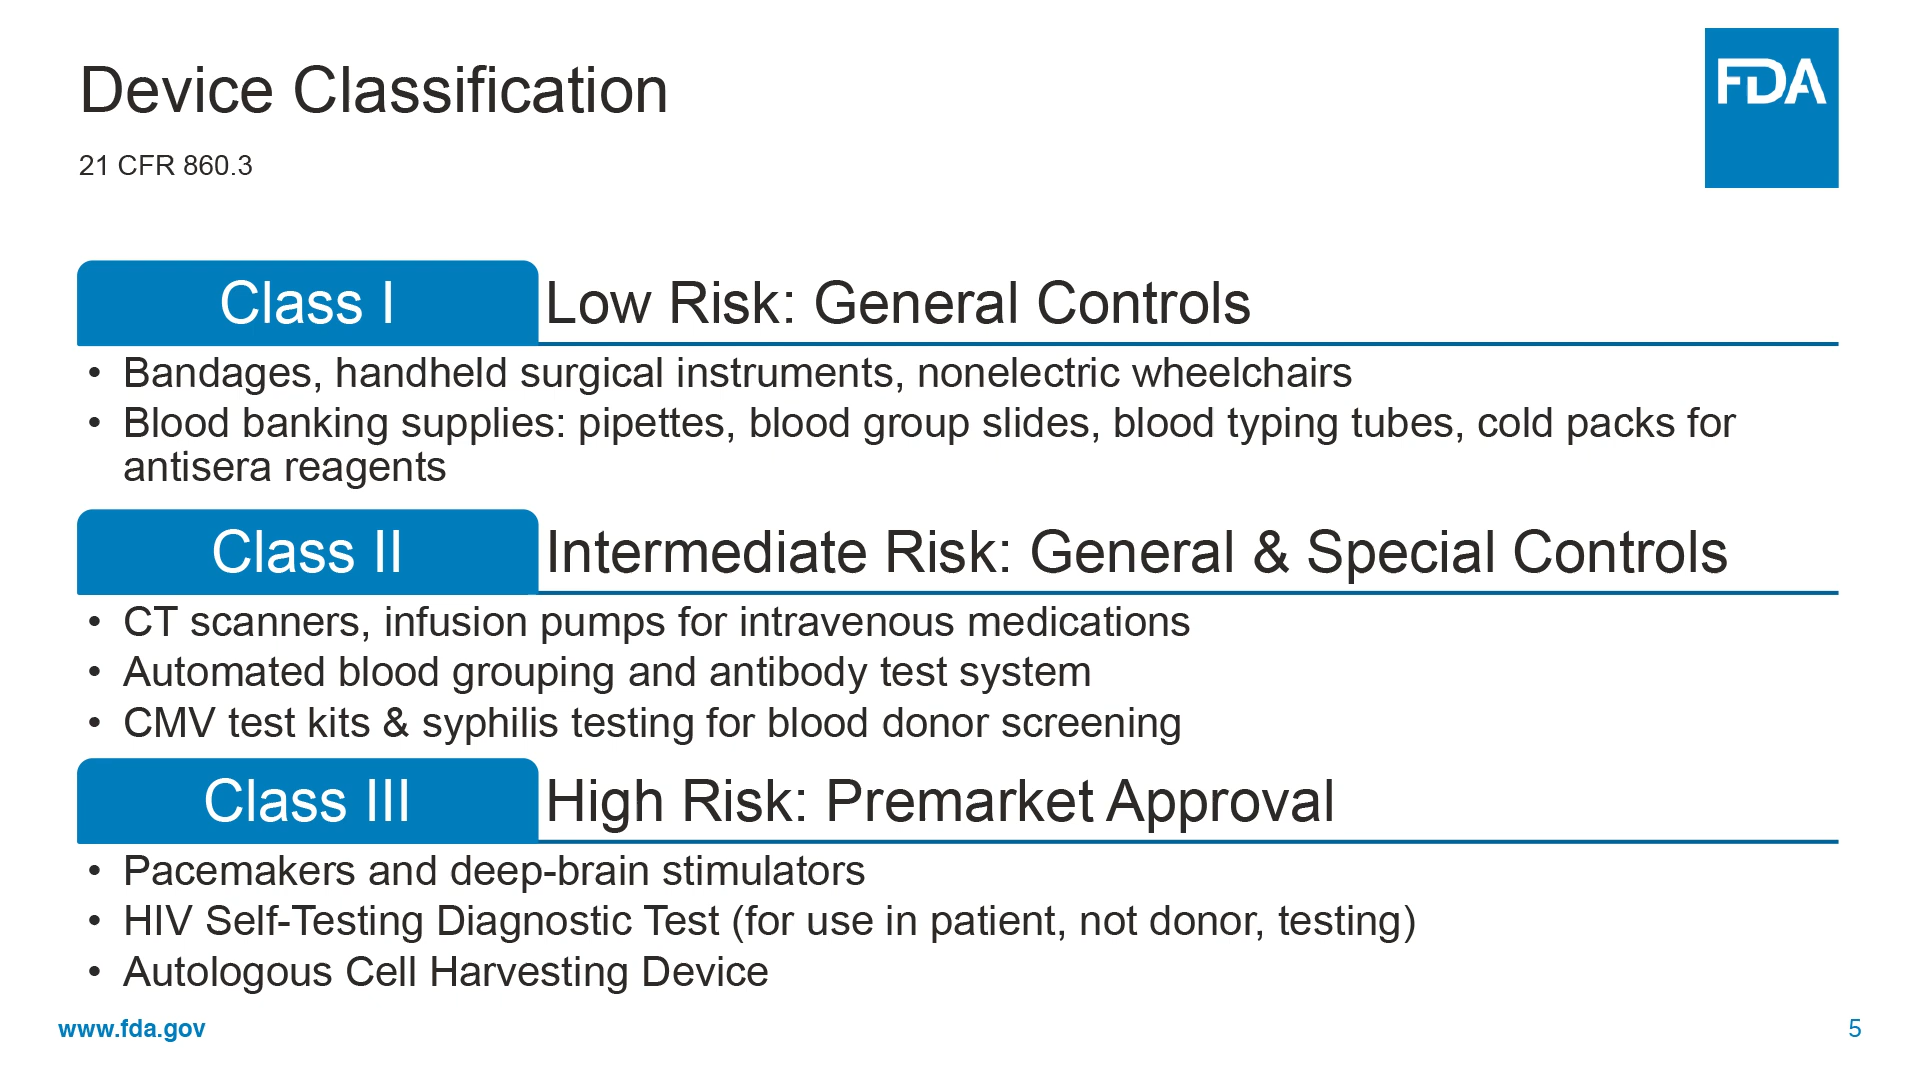 Device Classification
FDA
21 CFR 860.3
Class I
Low Risk: General Controls
• Bandages, handheld surgical instruments, nonelectric wheelchairs
• Blood banking supplies: pipettes, blood group slides, blood typing tubes, cold packs for
antisera reagents
Class II
Intermediate Risk: General & Special Controls
• CT scanners, infusion pumps for intravenous medications
• Automated blood grouping and antibody test system
• CMV test kits & syphilis testing for blood donor screening
Class III
High Risk: Premarket Approval
• Pacemakers and deep-brain stimulators
• HIV Self-Testing Diagnostic Test (for use in patient, not donor, testing)
• Autologous Cell Harvesting Device
www.fda.gov
5